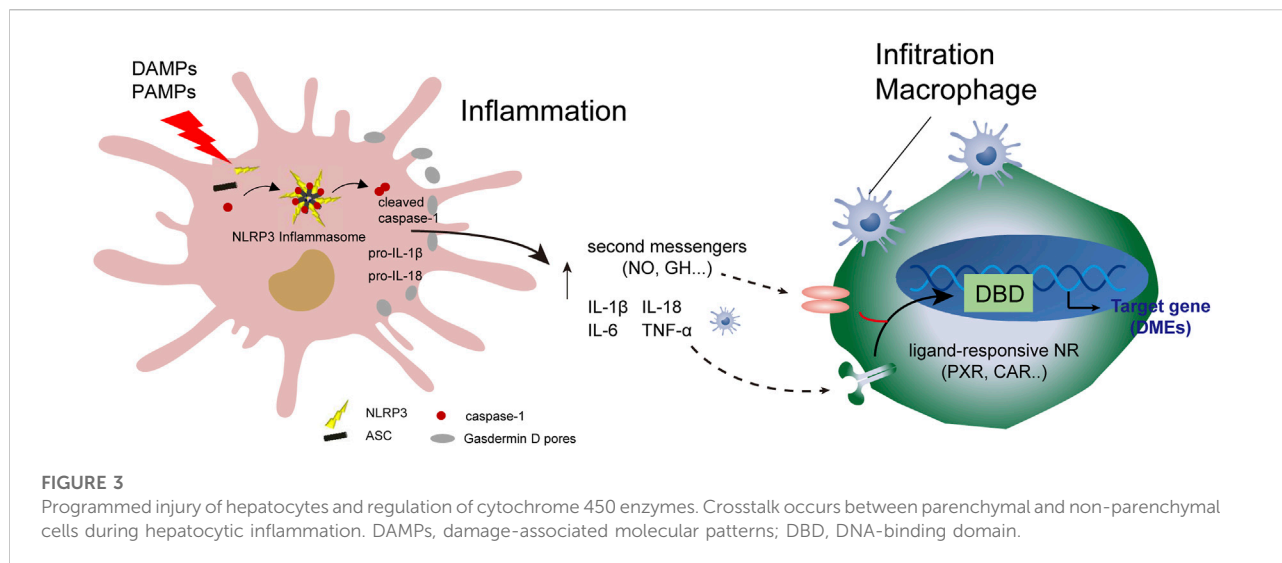 DAMPs
PAMPs
Inflammation
Infitration
Macrophage
cleaved
caspase-1
NLRP3 Inflammasome
pro-IL-1β
pro-IL-18
second messengers
(NO, GH...)
IL-1β IL-18
IL-6 TNF-α
DBD
Target gene
(DMEs)
ligand-responsive NR
(PXR, CAR..)
NLRP3
caspase-1
ASC
Gasdermin D pores
FIGURE 3
Programmed injury of hepatocytes and regulation of cytochrome 450 enzymes. Crosstalk occurs between parenchymal and non-parenchymal
cells during hepatocytic inflammation. DAMPs, damage-associated molecular patterns; DBD, DNA-binding domain.